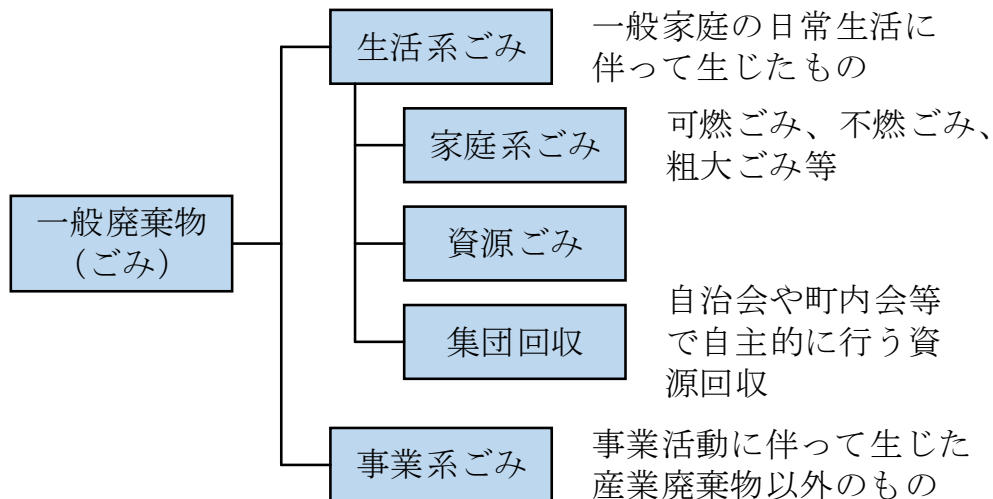 生活系ごみ
一般家庭の日常生活に
伴って生じたもの
家庭系ごみ
可燃ごみ、不燃ごみ、
粗大ごみ等
一般廃棄物
（ごみ）
資源ごみ
集団回収
自治会や町内会等
で自主的に行う資
源回収
事業系ごみ
事業活動に伴って生じた
産業廃棄物以外のもの